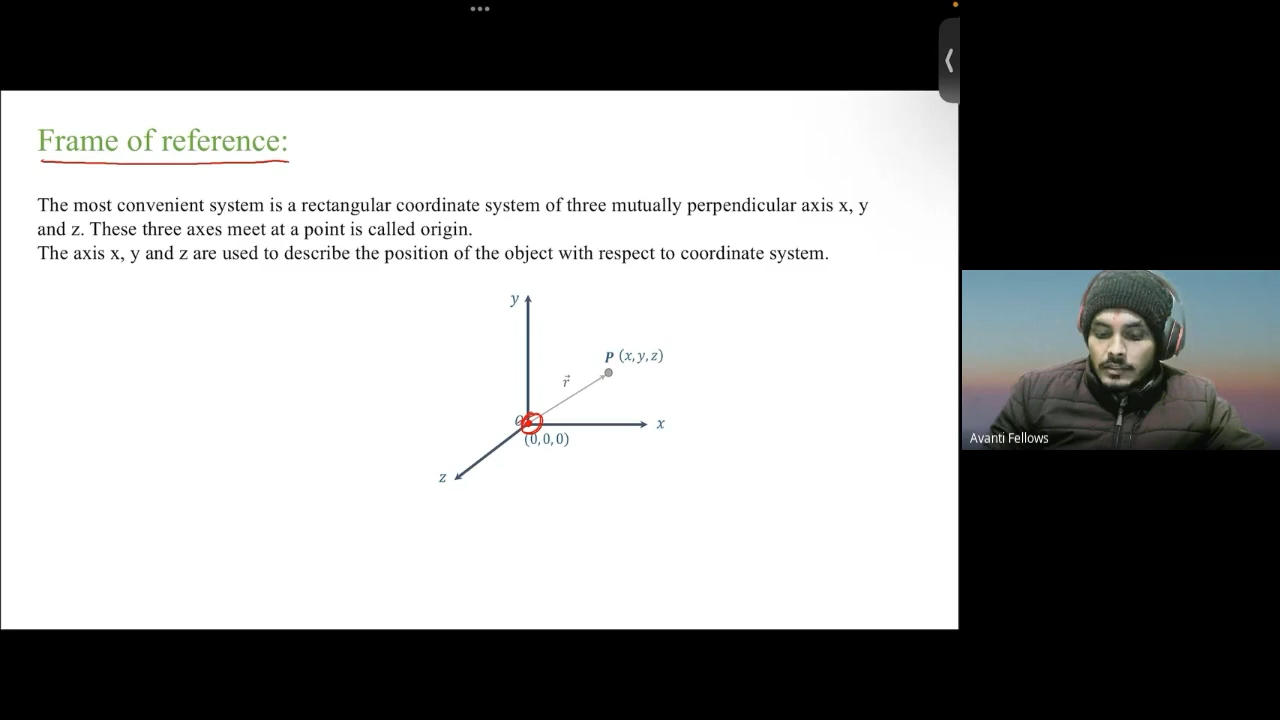 Frame of reference:
The most convenient system is a rectangular coordinate system of three mutually perpendicular axis x, y
and z. These three axes meet at a point is called origin.
The axis x, y and z are used to describe the position of the object with respect to coordinate system.
y
P (x, y, z)
r⃗
x
(0, 0, 0)
z
Avanti Fellows